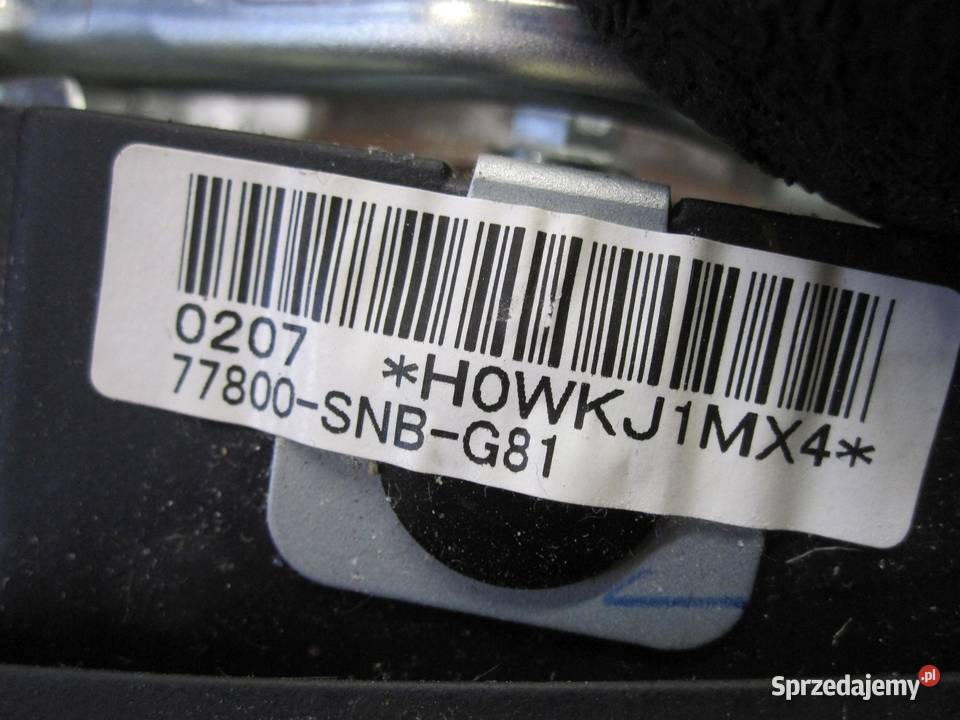 0207
*H0WKJ1MX4*
77800-SNB-G81
Sprzedajemy.pl